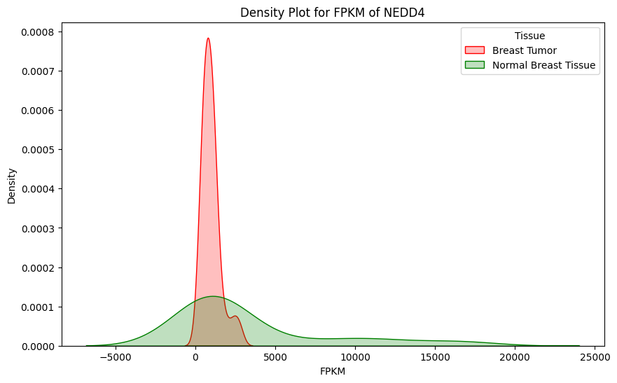 Density Plot for FPKM of NEDD4
Tissue
Breast Tumor
Normal Breast Tissue
Density
0.0008
0.0007
0.0006
0.0005
0.0004
0.0003
0.0002
0.0001
0.0000
−5000 0 5000 10000 15000 20000 25000
FPKM